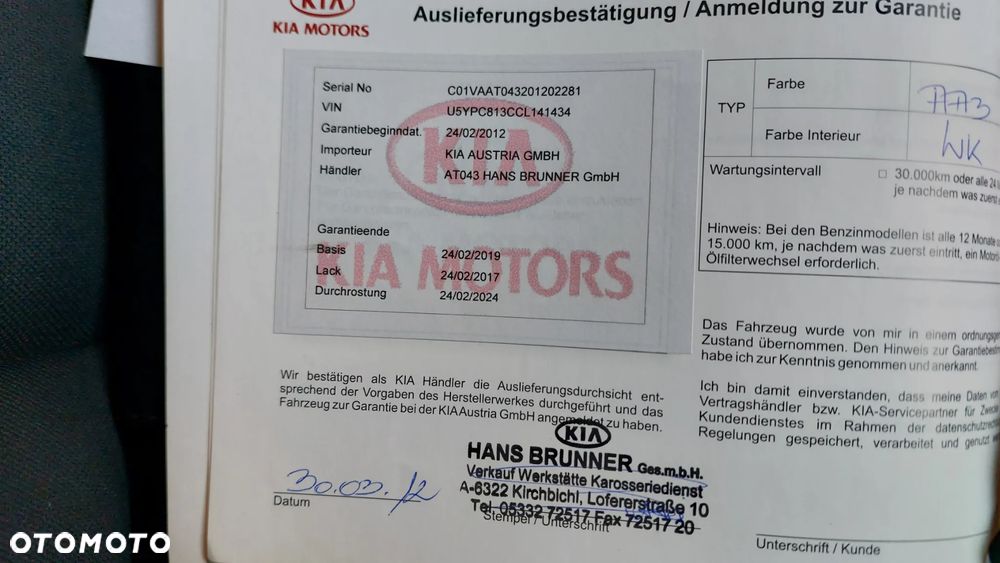 KIA
KIA MOTORS
Auslieferungsbestätigung / Anmeldung zur Garantie
Serial No C01VAAT043201202281
VIN U5YPC813CCL141434
Garantiebeginndat. 24/02/2012
Importeur KIA AUSTRIA GMBH
Händler AT043 HANS BRUNNER GmbH
KIA
Garantieende
Basis 24/02/2019
Lack 24/02/2017
Durchrostung 24/02/2024
KIA MOTORS
TYP
Farbe AA3
Farbe Interieur WK
Wartungsintervall
30.000km oder alle 24
je nachdem was zuerst
Hinweis: Bei den Benzinmodellen ist alle 12 Monate
15.000 km, je nachdem was zuerst eintritt, ein Motor
Ölfilterwechsel erforderlich.
Wir bestätigen als KIA Händler die Auslieferungsdurchsicht ent-
sprechend der Vorgaben des Herstellerwerkes durchgeführt und das
Fahrzeug zur Garantie bei der KIA Austria GmbH angemeldet zu haben.
Das Fahrzeug wurde von mir in einem ordnungsge
Zustand übernommen. Den Hinweis zur Garantiebest
habe ich zur Kenntnis genommen und anerkannt.
Ich bin damit einverstanden, dass meine Daten
Vertragshändler bzw. KIA-Servicepartner für Zwecke
Kundendienstes im Rahmen der datenschutzrech
Regelungen gespeichert, verarbeitet und genutzt
KIA
HANS BRUNNER Ges.m.b.H.
Verkauf Werkstätte Karosseriedienst
A-6322 Kirchbichl, Lofererstraße 10
Tel. 05332 72517 Fax 72517 20
Stempel / Unterschrift
30.03.12
Datum
Unterschrift / Kunde
OTOMOTO